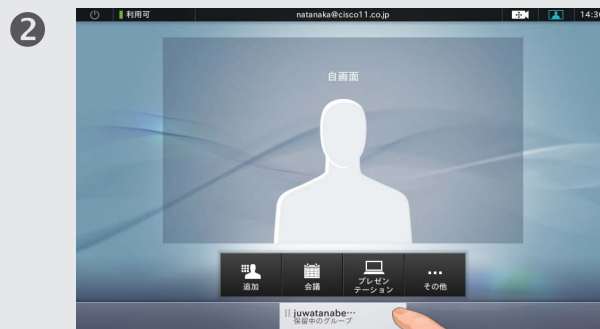 2
利用可
natanaka@cisco11.co.jp
14:36
自画面
追加
会議
プレゼン
テーション
その他
juwatanabe…
保留中のグループ